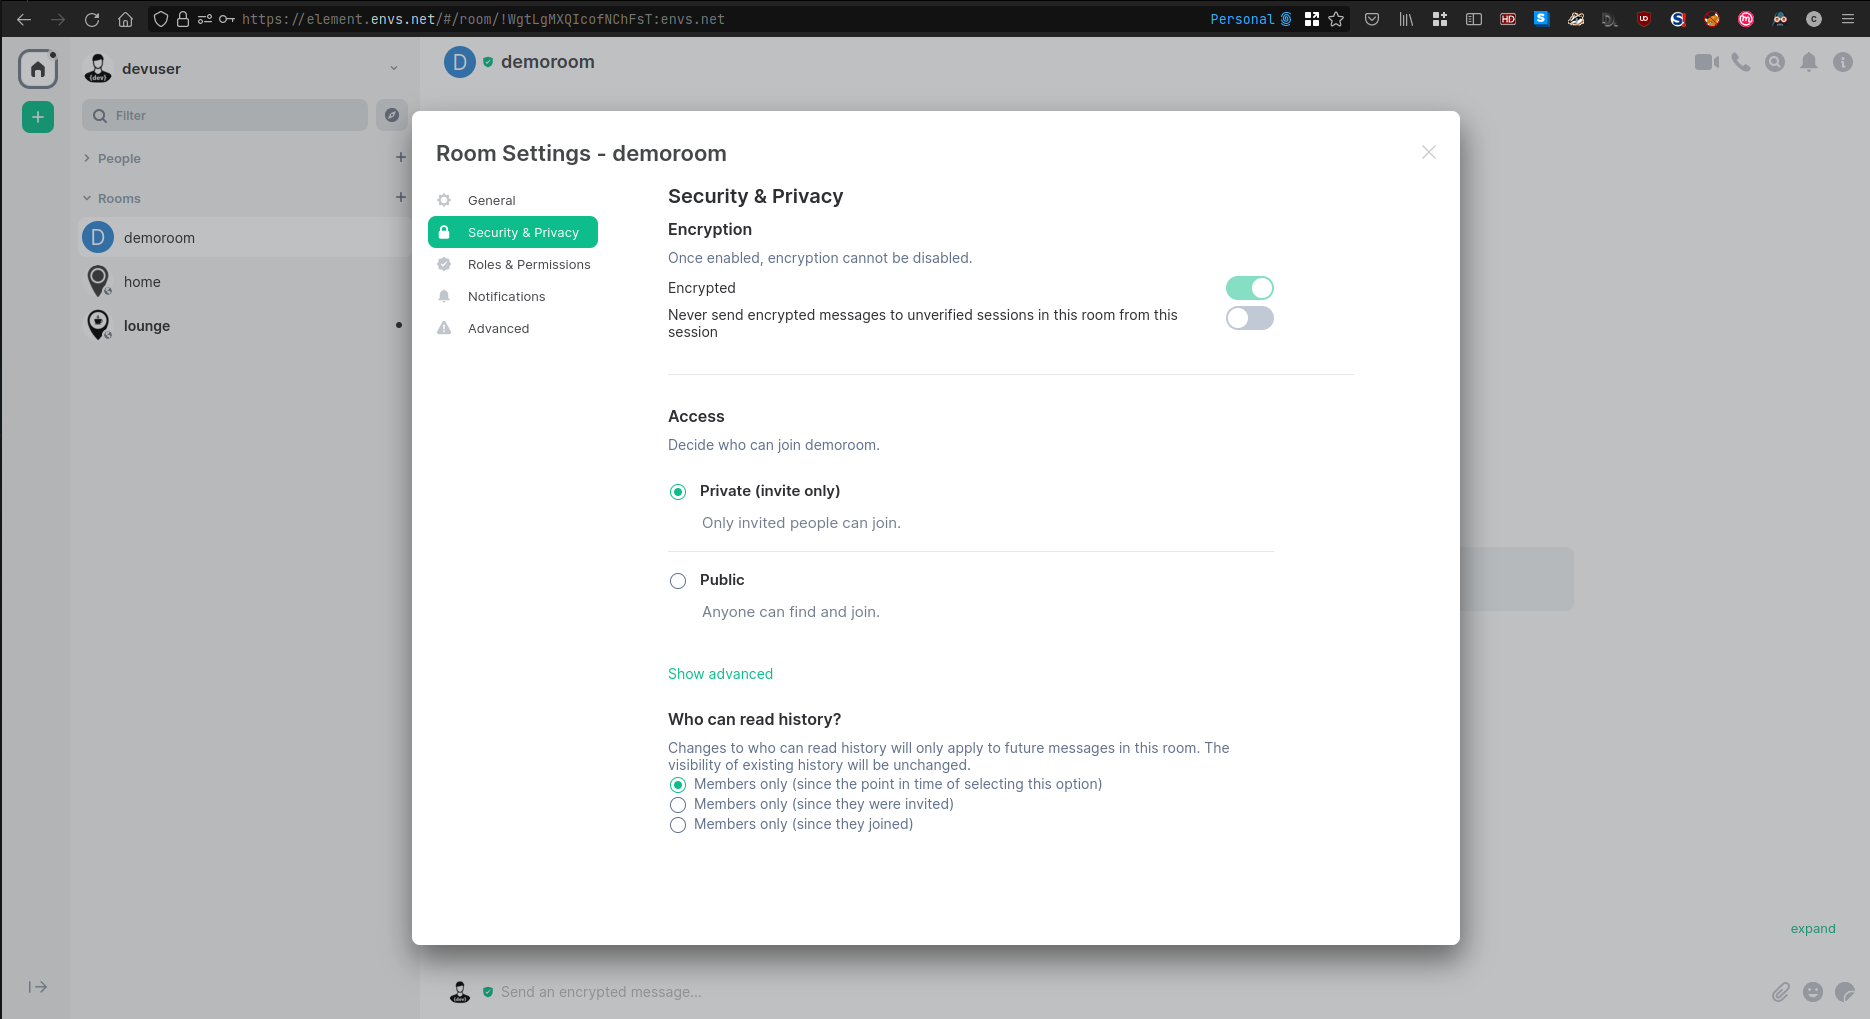 https://element.envs.net/#/room/!WgtLgMXQIcofNChFsT:envs.net
Personal
HD
S
UD
S
m
C
devuser
D
demoroom
Filter
People
Rooms
D
demoroom
home
lounge
Room Settings - demoroom
General
Security & Privacy
Roles & Permissions
Notifications
Advanced
Security & Privacy
Encryption
Once enabled, encryption cannot be disabled.
Encrypted
Never send encrypted messages to unverified sessions in this room from this
session
Access
Decide who can join demoroom.
Private (invite only)
Only invited people can join.
Public
Anyone can find and join.
Show advanced
Who can read history?
Changes to who can read history will only apply to future messages in this room. The
visibility of existing history will be unchanged.
Members only (since the point in time of selecting this option)
Members only (since they were invited)
Members only (since they joined)
expand
Send an encrypted message...